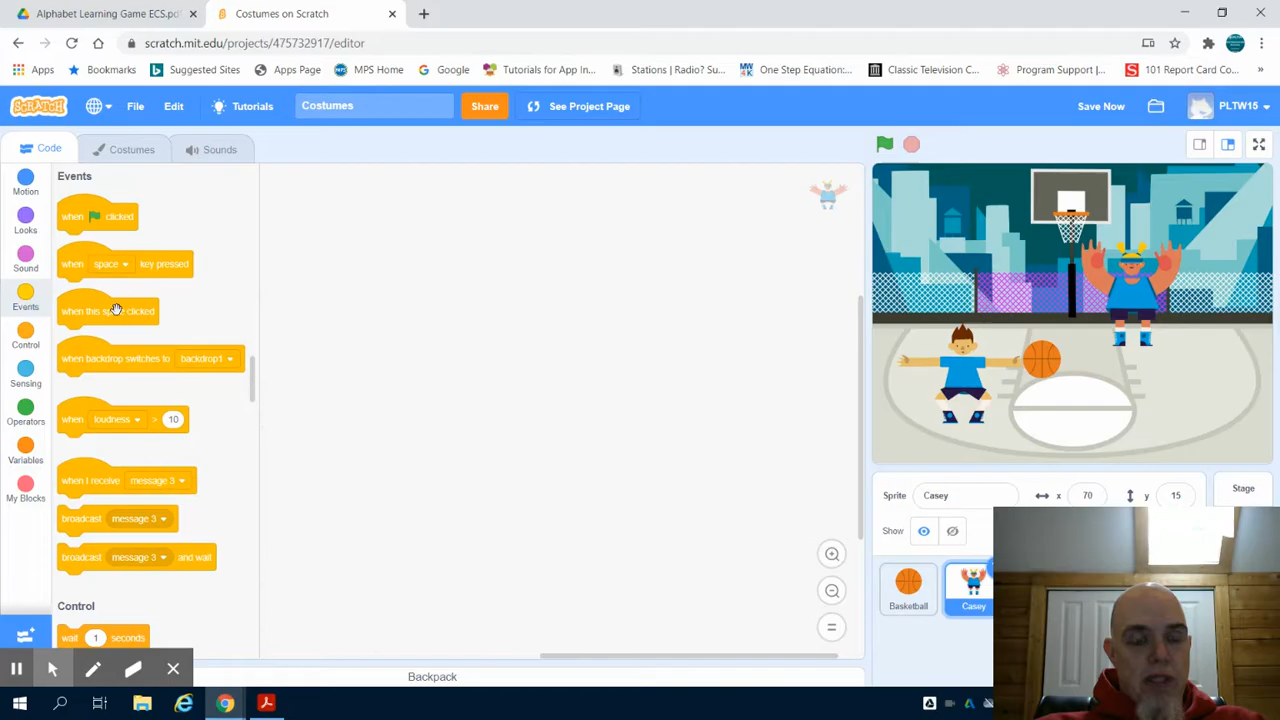 Alphabet Learning Game ECS.pdf
Costumes on Scratch
scratch.mit.edu/projects/475732917/editor
Apps
Bookmarks
Suggested Sites
Apps Page
MPS Home
Google
Tutorials for App In...
Stations | Radio? Su...
One Step Equation:...
Classic Television C...
Program Support |...
101 Report Card Co...
SCRATCH
File
Edit
Tutorials
Costumes
Share
See Project Page
Save Now
PLTW15
Code
Costumes
Sounds
Motion
Looks
Sound
Events
Control
Sensing
Operators
Variables
My Blocks
Events
when clicked
when space key pressed
when this sprite clicked
when backdrop switches to backdrop1
when loudness > 10
when I receive message 3
broadcast message 3
broadcast message 3 and wait
Control
wait 1 seconds
Backpack
Sprite Casey x 70 y 15
Show
Basketball
Casey
Stage